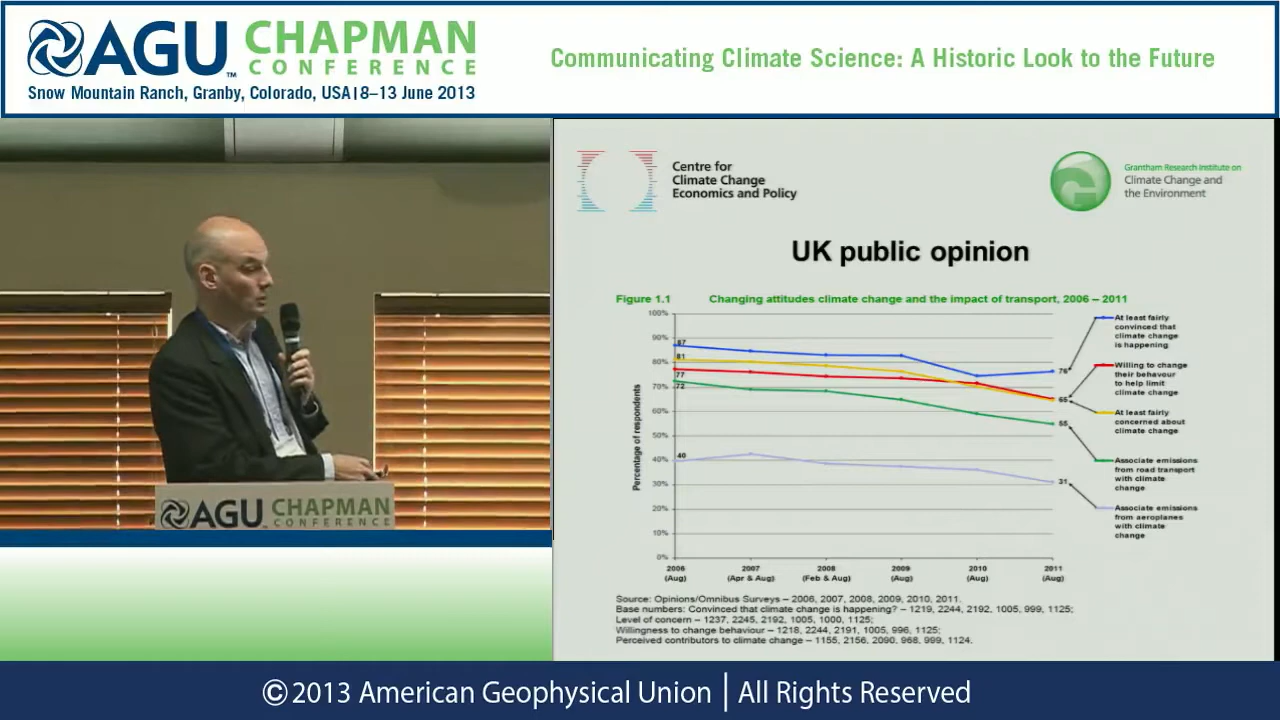 AGU CHAPMAN
CONFERENCE
TM
Snow Mountain Ranch, Granby, Colorado, USA|8–13 June 2013
Communicating Climate Science: A Historic Look to the Future
AGU CHAPMAN
CONFERENCE
Centre for
Climate Change
Economics and Policy
Grantham Research Institute on
Climate Change and
the Environment
UK public opinion
Figure 1.1 Changing attitudes climate change and the impact of transport, 2006 – 2011
Percentage of respondents
100%
90%
80%
70%
60%
50%
40%
30%
20%
10%
0%
87
81
77
72
40
76
65
55
31
At least fairly
convinced that
climate change
is happening
Willing to change
their behavour
to help limit
climate change
At least fairly
concerned about
climate change
Associate emissions
from road transport
with climate
change
Associate emissions
from aeroplanes
with climate
change
2006 2007 2008 2009 2010 2011
(Aug) (Apr & Aug) (Feb & Aug) (Aug) (Aug) (Aug)
Source: Opinions/Omnibus Surveys – 2006, 2007, 2008, 2009, 2010, 2011.
Base numbers: Convinced that climate change is happening? – 1219, 2244, 2192, 1005, 999, 1125;
Level of concern – 1237, 2245, 2192, 1005, 1000, 1125;
Willingness to change behaviour – 1218, 2244, 2191, 1005, 996, 1125;
Perceived contributors to climate change – 1155, 2156, 2090, 968, 999, 1124.
©2013 American Geophysical Union | All Rights Reserved